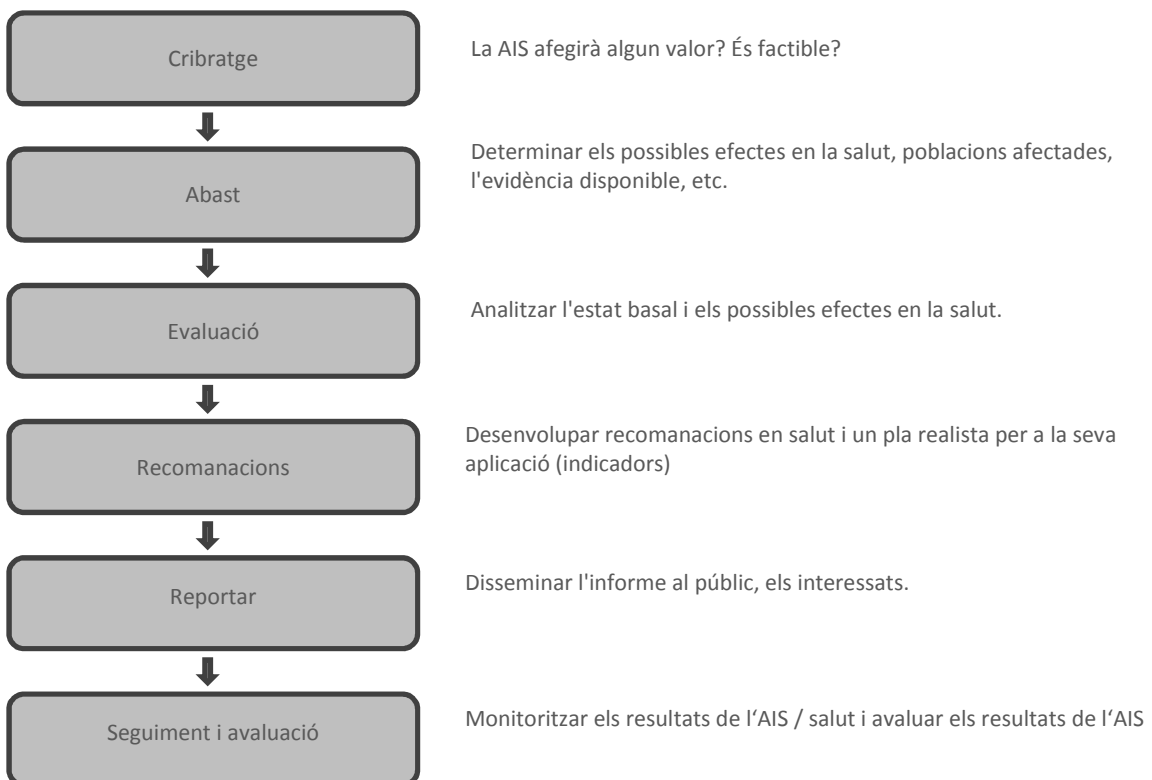 Cribratge
La AIS afegirà algun valor? És factible?
Abast
Determinar els possibles efectes en la salut, poblacions afectades,
l'evidència disponible, etc.
Evaluació
Analitzar l'estat basal i els possibles efectes en la salut.
Recomanacions
Desenvolupar recomanacions en salut i un pla realista per a la seva
aplicació (indicadors)
Reportar
Disseminar l'informe al públic, els interessats.
Seguiment i avaluació
Monitoritzar els resultats de l‘AIS / salut i avaluar els resultats de l‘AIS